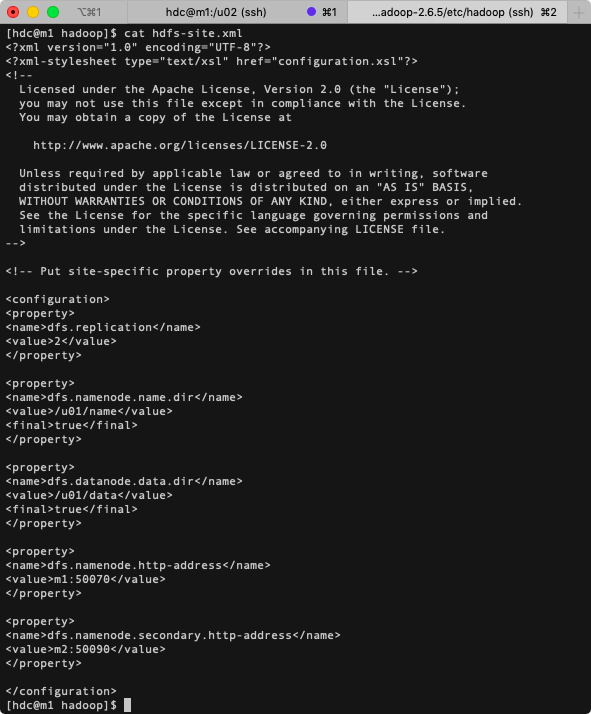 ⌥⌘1
hdc@m1:/u02 (ssh)
⌘1
...adoop-2.6.5/etc/hadoop (ssh)
⌘2
[hdc@m1 hadoop]$ cat hdfs-site.xml
<?xml version="1.0" encoding="UTF-8"?>
<?xml-stylesheet type="text/xsl" href="configuration.xsl"?>
<!--
  Licensed under the Apache License, Version 2.0 (the "License");
  you may not use this file except in compliance with the License.
  You may obtain a copy of the License at

    http://www.apache.org/licenses/LICENSE-2.0

  Unless required by applicable law or agreed to in writing, software
  distributed under the License is distributed on an "AS IS" BASIS,
  WITHOUT WARRANTIES OR CONDITIONS OF ANY KIND, either express or implied.
  See the License for the specific language governing permissions and
  limitations under the License. See accompanying LICENSE file.
-->

<!-- Put site-specific property overrides in this file. -->

<configuration>
<property>
<name>dfs.replication</name>
<value>2</value>
</property>

<property>
<name>dfs.namenode.name.dir</name>
<value>/u01/name</value>
<final>true</final>
</property>

<property>
<name>dfs.datanode.data.dir</name>
<value>/u01/data</value>
<final>true</final>
</property>

<property>
<name>dfs.namenode.http-address</name>
<value>m1:50070</value>
</property>

<property>
<name>dfs.namenode.secondary.http-address</name>
<value>m2:50090</value>
</property>

</configuration>
[hdc@m1 hadoop]$